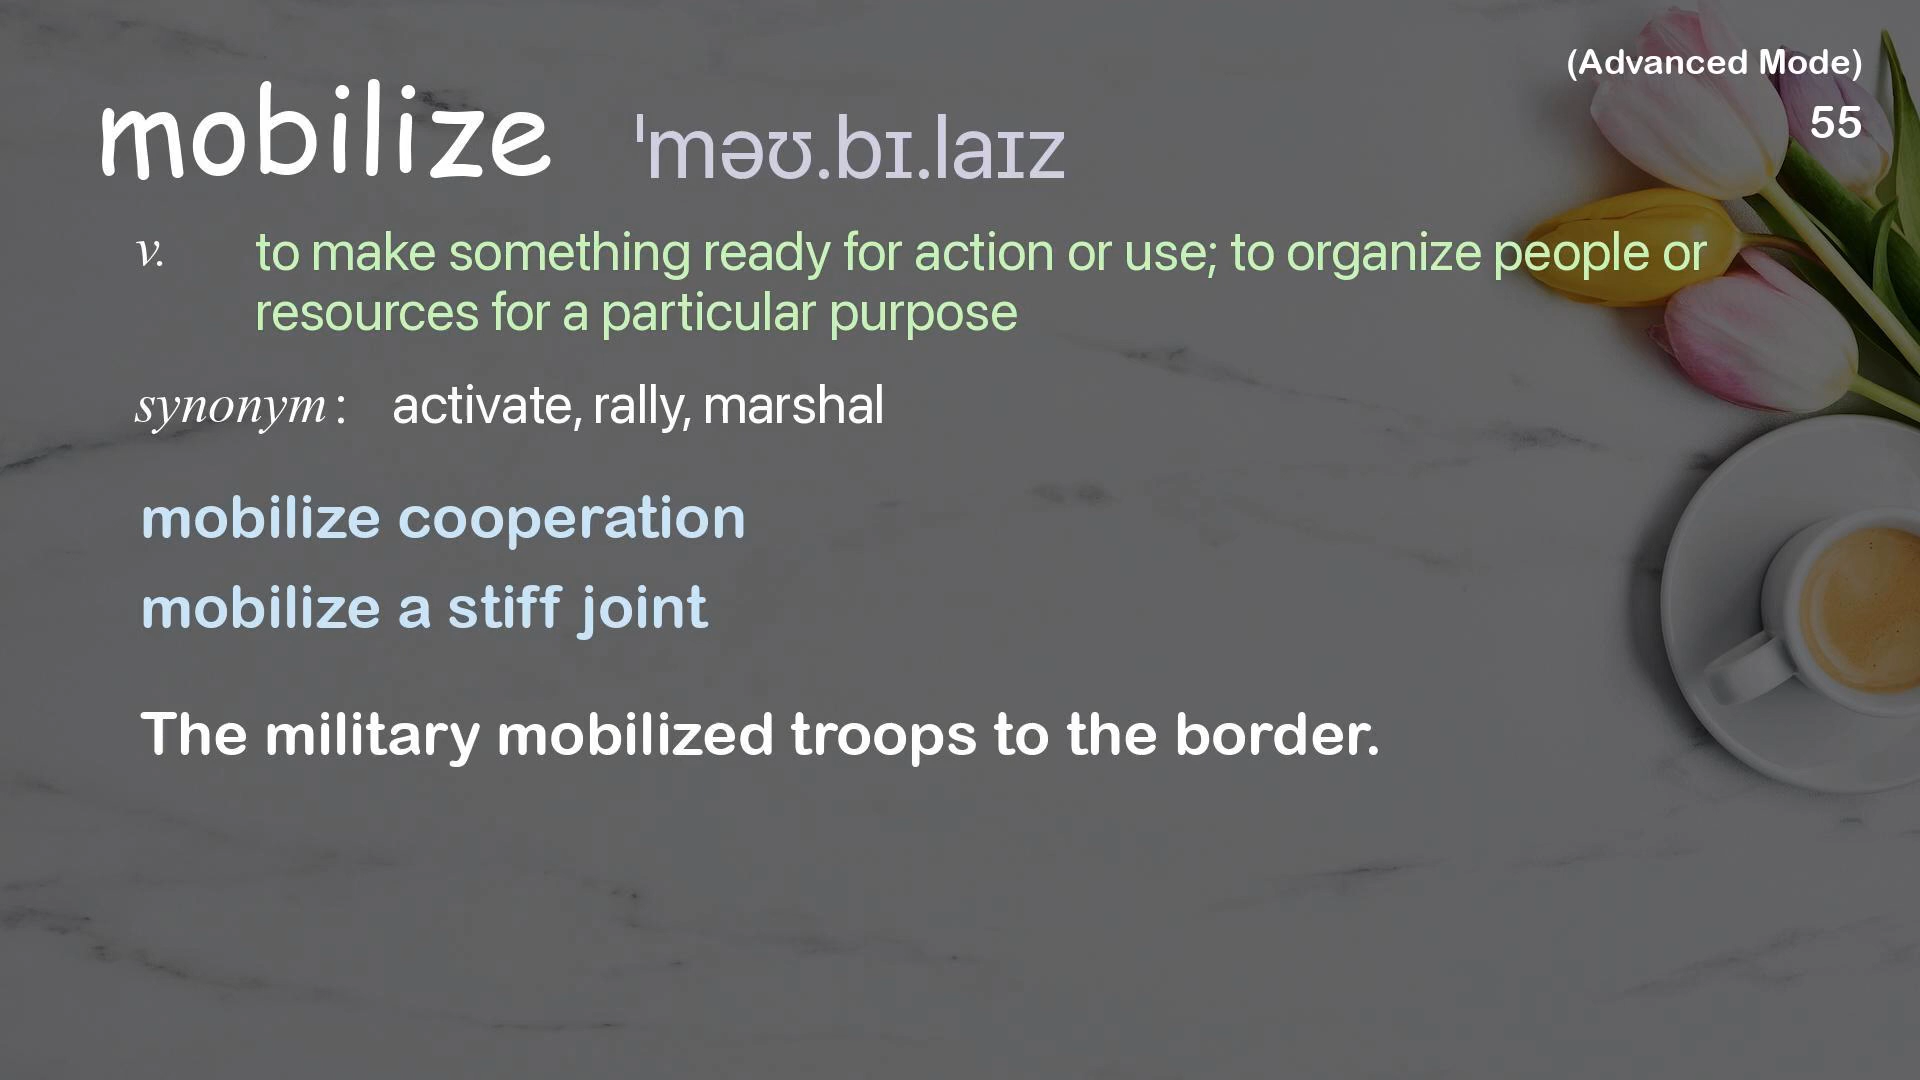 (Advanced Mode)
55
mobilize ˈməʊ.bɪ.laɪz
v. to make something ready for action or use; to organize people or
resources for a particular purpose
synonym: activate, rally, marshal
mobilize cooperation
mobilize a stiff joint
The military mobilized troops to the border.